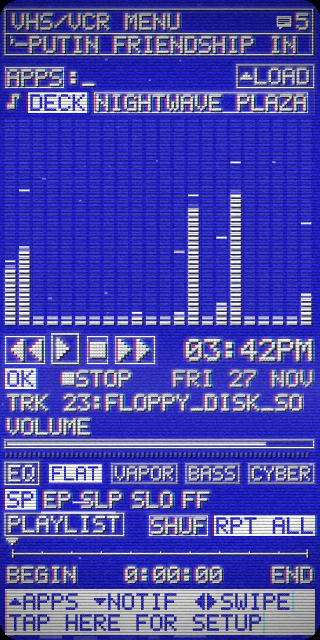 VHS/VCR MENU 5
PUTIN FRIENDSHIP IN
APPS:_ LOAD
DECK NIGHTWAVE PLAZA
03:42PM
OK STOP FRI 27 NOV
TRK 23:FLOPPY_DISK_SO
VOLUME
EQ FLAT VAPOR BASS CYBER
SP EP SLP SLO FF
PLAYLIST SHUF RPT ALL
BEGIN 0:00:00 END
APPS NOTIF SWIPE
TAP HERE FOR SETUP